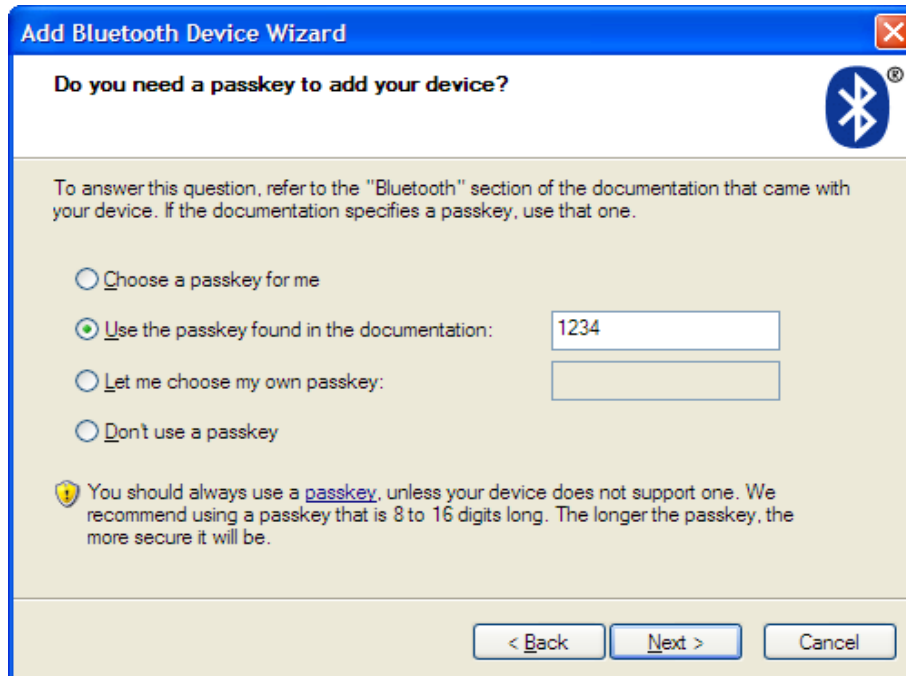 Add Bluetooth Device Wizard
Do you need a passkey to add your device?
®
To answer this question, refer to the "Bluetooth" section of the documentation that came with
your device. If the documentation specifies a passkey, use that one.
Choose a passkey for me
Use the passkey found in the documentation: 1234
Let me choose my own passkey:
Don't use a passkey
You should always use a passkey, unless your device does not support one. We
recommend using a passkey that is 8 to 16 digits long. The longer the passkey, the
more secure it will be.
< Back Next > Cancel